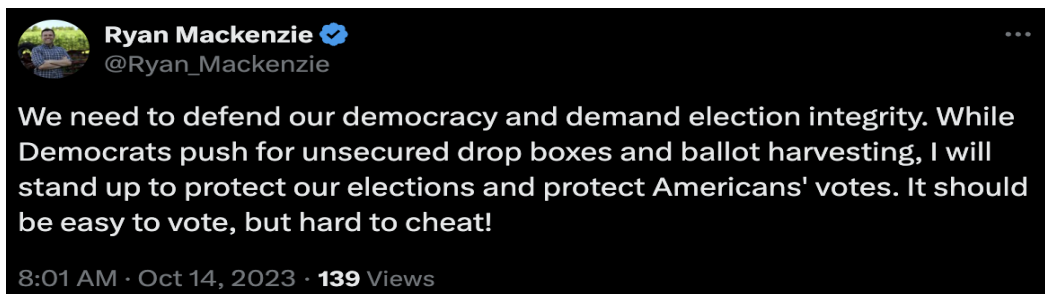 Ryan Mackenzie
@Ryan_Mackenzie
We need to defend our democracy and demand election integrity. While
Democrats push for unsecured drop boxes and ballot harvesting, I will
stand up to protect our elections and protect Americans' votes. It should
be easy to vote, but hard to cheat!
8:01 AM · Oct 14, 2023 · 139 Views